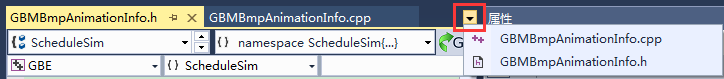 GBMBmpAnimationInfo.h GBMBmpAnimationInfo.cpp 属性
ScheduleSim namespace ScheduleSim{...} G
GBMBmpAnimationInfo.cpp
GBE ScheduleSim
GBMBmpAnimationInfo.h